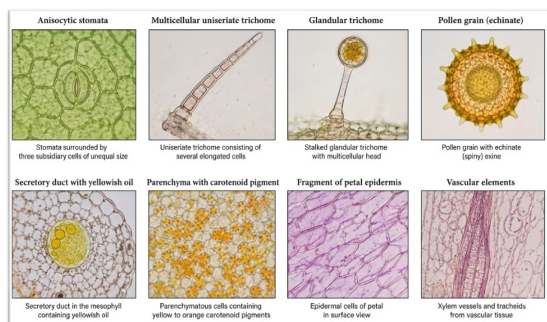 Anisocytic stomata
Multicellular uniseriate trichome
Glandular trichome
Pollen grain (echinate)
Stomata surrounded by
three subsidiary cells of unequal size
Uniseriate trichome consisting of
several elongated cells
Stalked glandular trichome
with multicellular head
Pollen grain with echinate
(spiny) exine
Secretory duct with yellowish oil
Parenchyma with carotenoid pigment
Fragment of petal epidermis
Vascular elements
Secretory duct in the mesophyll
containing yellowish oil
Parenchymatous cells containing
yellow to orange carotenoid pigments
Epidermal cells of petal
in surface view
Xylem vessels and tracheids
from vascular tissue